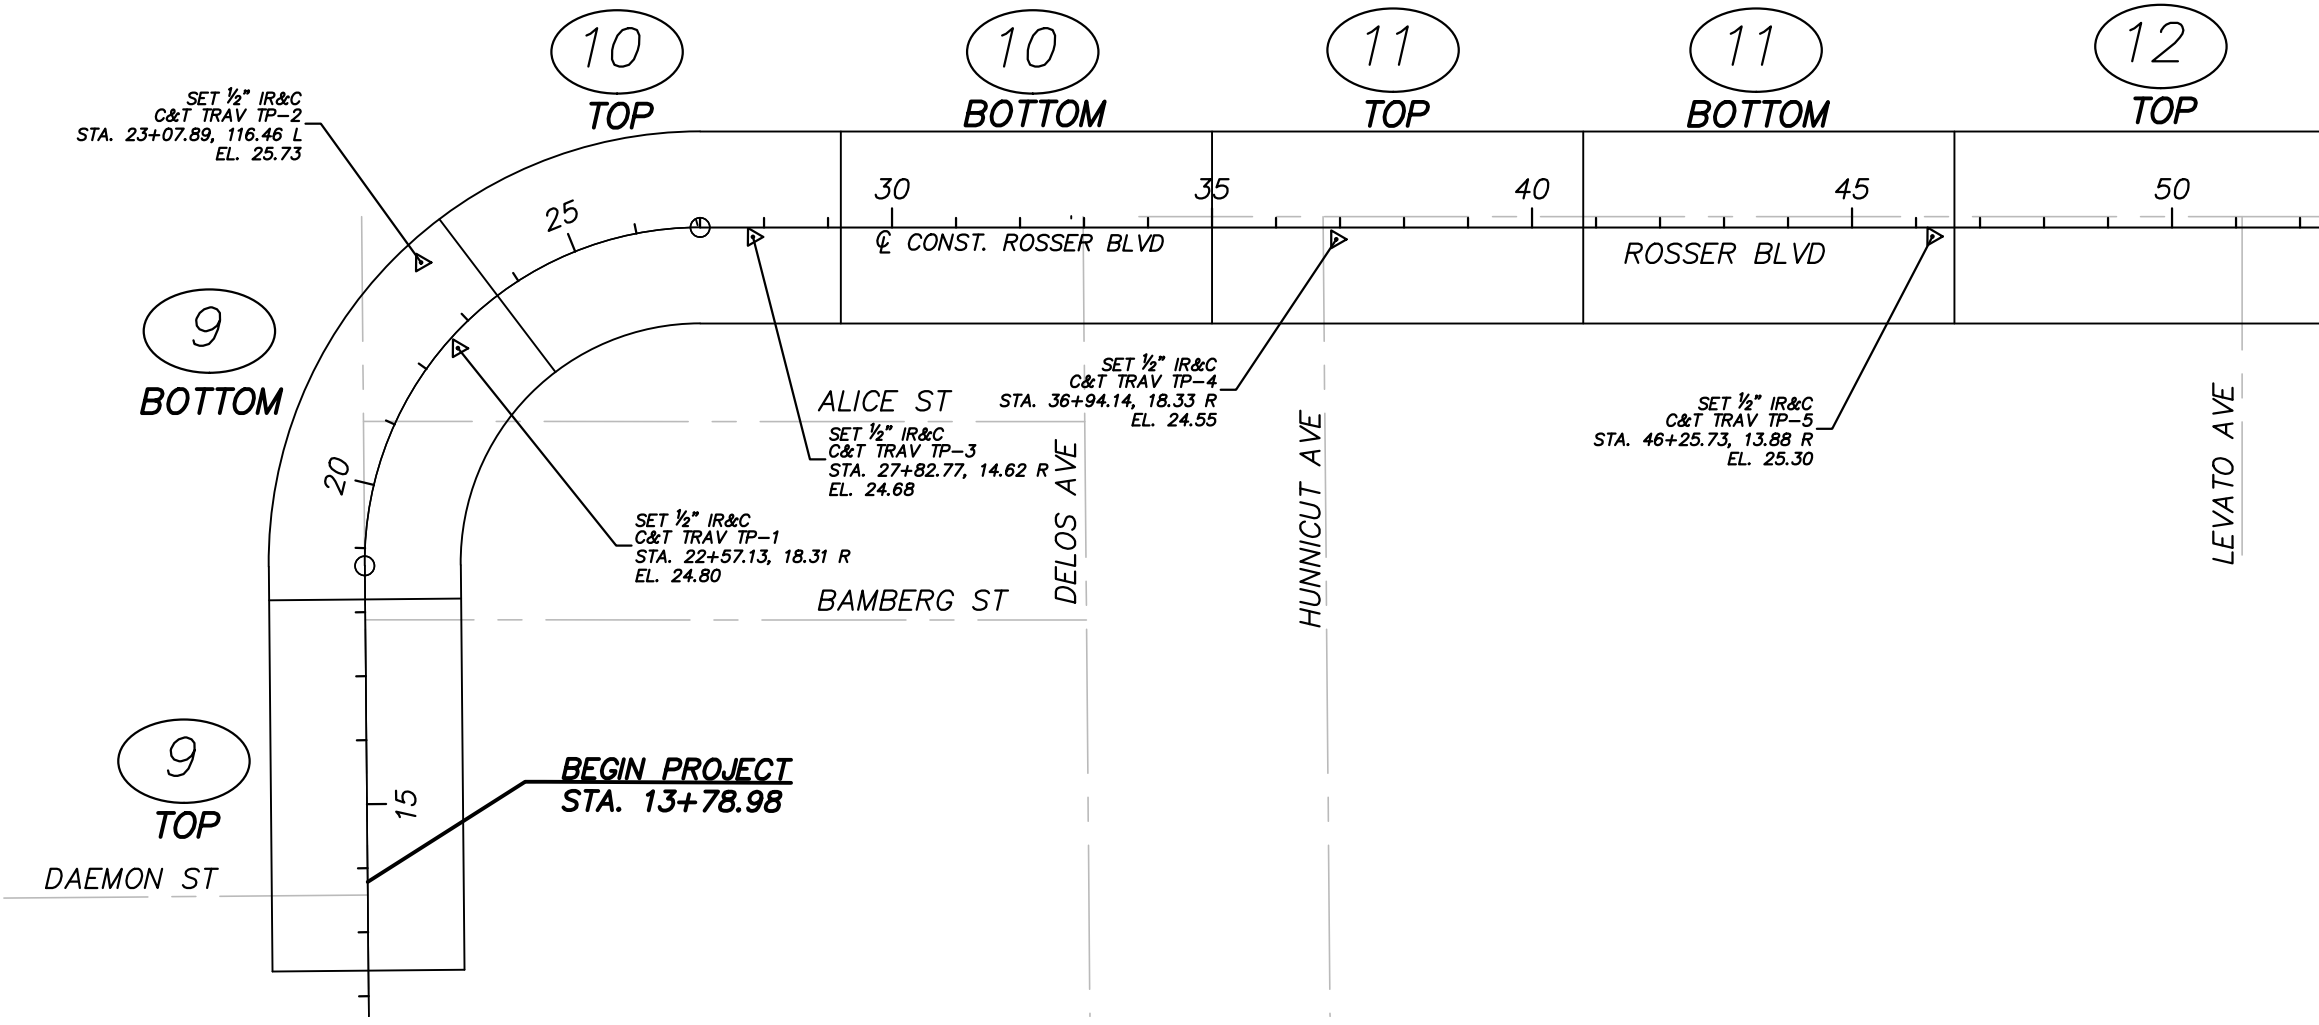 10
TOP
10
BOTTOM
11
TOP
11
BOTTOM
12
TOP
SET ½" IR&C
C&T TRAV TP-2
STA. 23+07.89, 116.46 L
EL. 25.73
25
30
35
40
45
50
℄ CONST. ROSSER BLVD
ROSSER BLVD
9
BOTTOM
SET ½" IR&C
C&T TRAV TP-4
STA. 36+94.14, 18.33 R
EL. 24.55
ALICE ST
SET ½" IR&C
C&T TRAV TP-3
STA. 27+82.77, 14.62 R
EL. 24.68
SET ½" IR&C
C&T TRAV TP-5
STA. 46+25.73, 13.88 R
EL. 25.30
20
SET ½" IR&C
C&T TRAV TP-1
STA. 22+57.13, 18.31 R
EL. 24.80
DELOS AVE
HUNNICUT AVE
LEVATO AVE
BAMBERG ST
9
TOP
BEGIN PROJECT
STA. 13+78.98
15
DAEMON ST